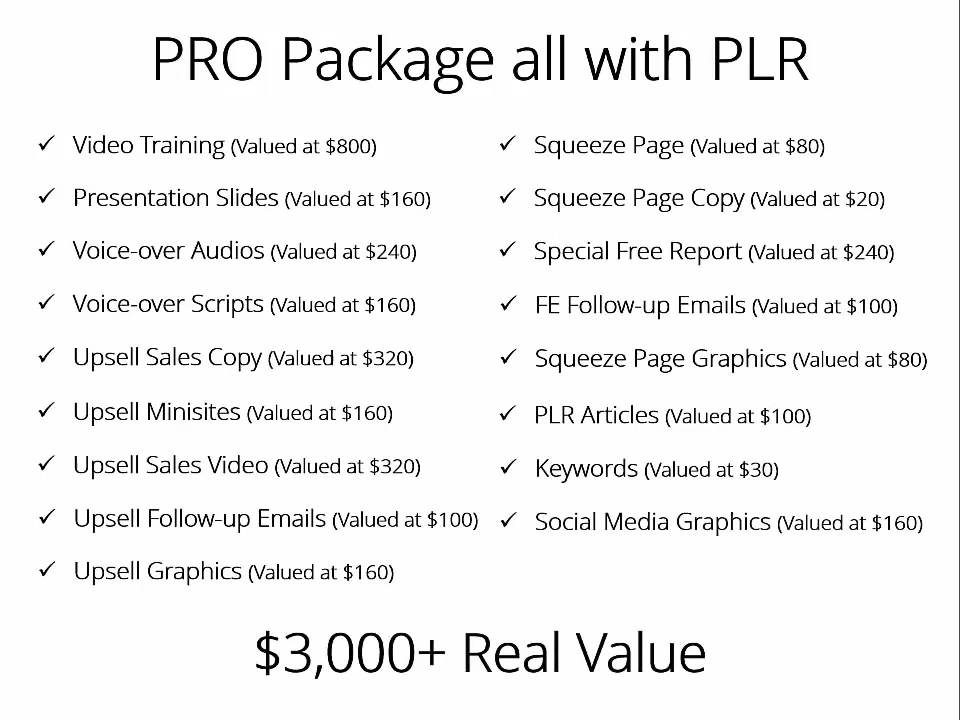 PRO Package all with PLR
✓ Video Training (Valued at $800)
✓ Presentation Slides (Valued at $160)
✓ Voice-over Audios (Valued at $240)
✓ Voice-over Scripts (Valued at $160)
✓ Upsell Sales Copy (Valued at $320)
✓ Upsell Minisites (Valued at $160)
✓ Upsell Sales Video (Valued at $320)
✓ Upsell Follow-up Emails (Valued at $100)
✓ Upsell Graphics (Valued at $160)
✓ Squeeze Page (Valued at $80)
✓ Squeeze Page Copy (Valued at $20)
✓ Special Free Report (Valued at $240)
✓ FE Follow-up Emails (Valued at $100)
✓ Squeeze Page Graphics (Valued at $80)
✓ PLR Articles (Valued at $100)
✓ Keywords (Valued at $30)
✓ Social Media Graphics (Valued at $160)
$3,000+ Real Value